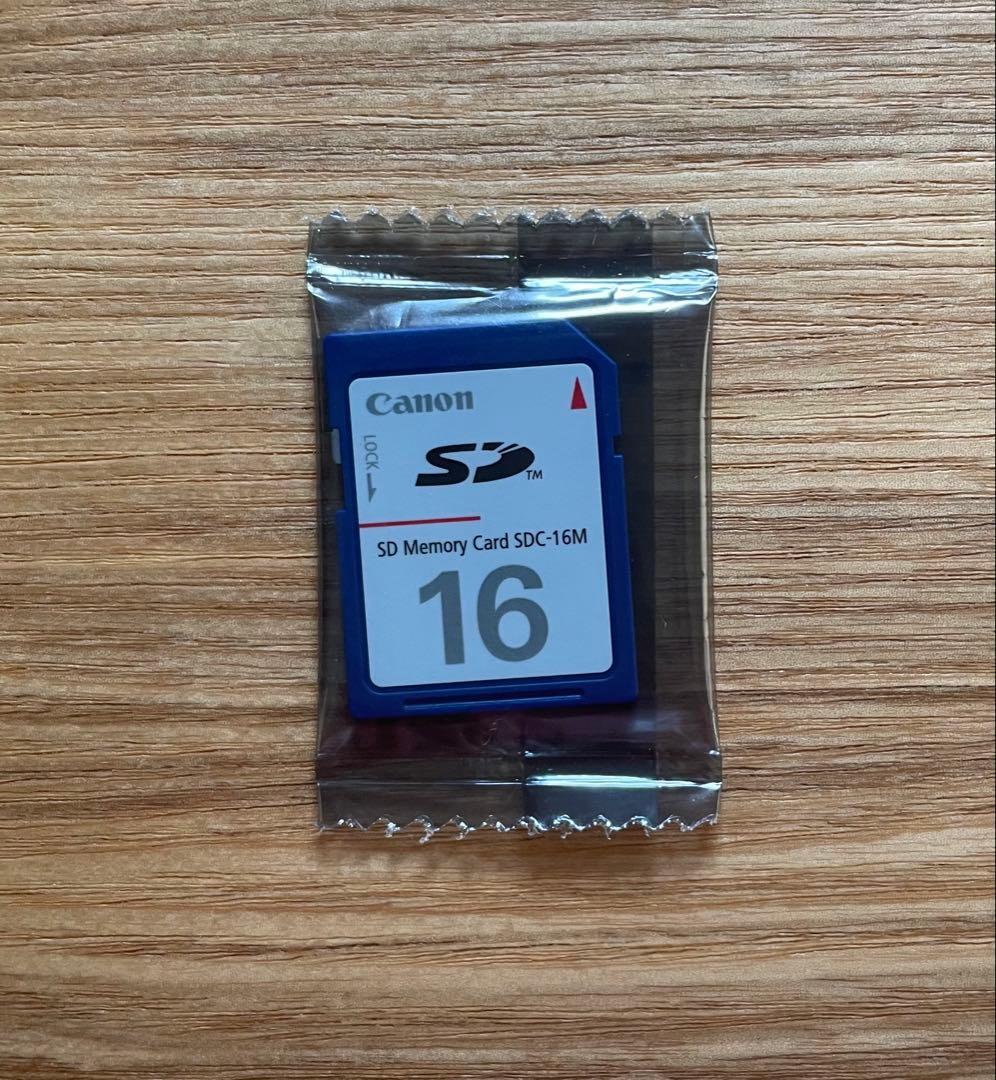 Canon
LOCK
SD™
SD Memory Card SDC-16M
16